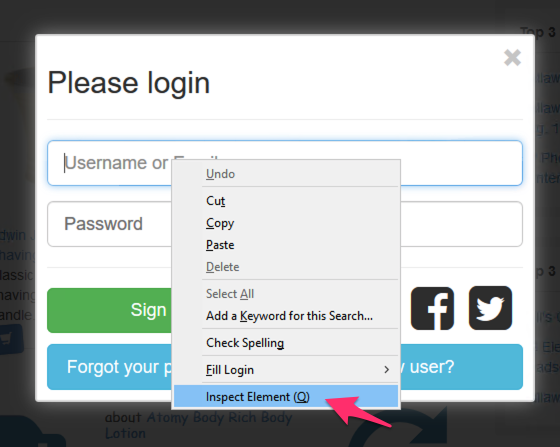 Top 3
Please login
Username or Email
Undo
Cut
Copy
Password
Paste
Delete
Select All
Add a Keyword for this Search...
Sign
Check Spelling
Fill Login
Forgot your p
user?
Inspect Element (Q)
about Atomy Body Rich Body
Lotion